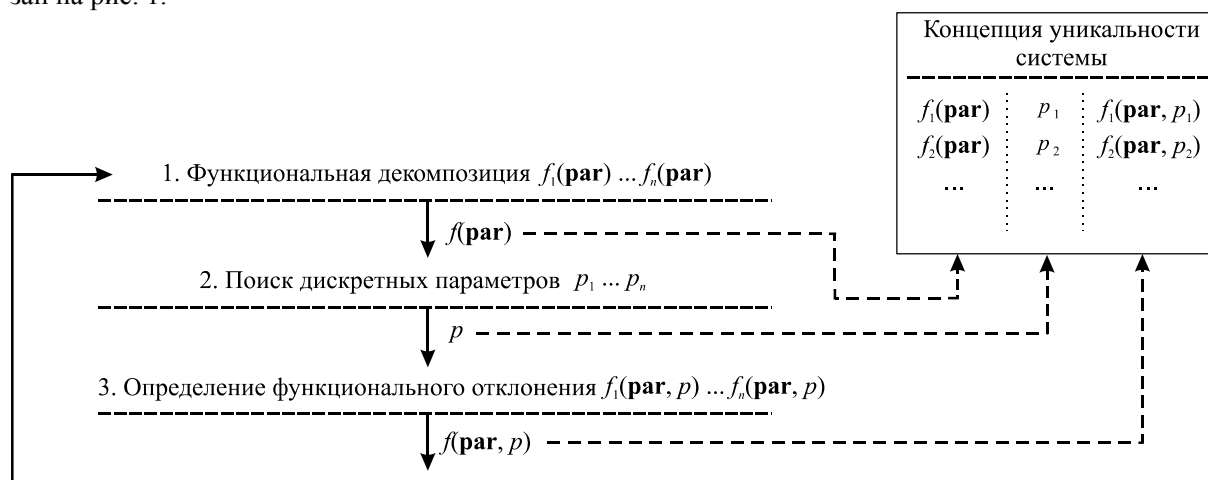 зан на рис. 1.
Концепция уникальности
системы
f₁(par) p₁ f₁(par, p₁)
f₂(par) p₂ f₂(par, p₂)
... ... ...
1. Функциональная декомпозиция f₁(par) ... fₙ(par)
f(par)
2. Поиск дискретных параметров p₁ ... pₙ
p
3. Определение функционального отклонения f₁(par, p) ... fₙ(par, p)
f(par, p)